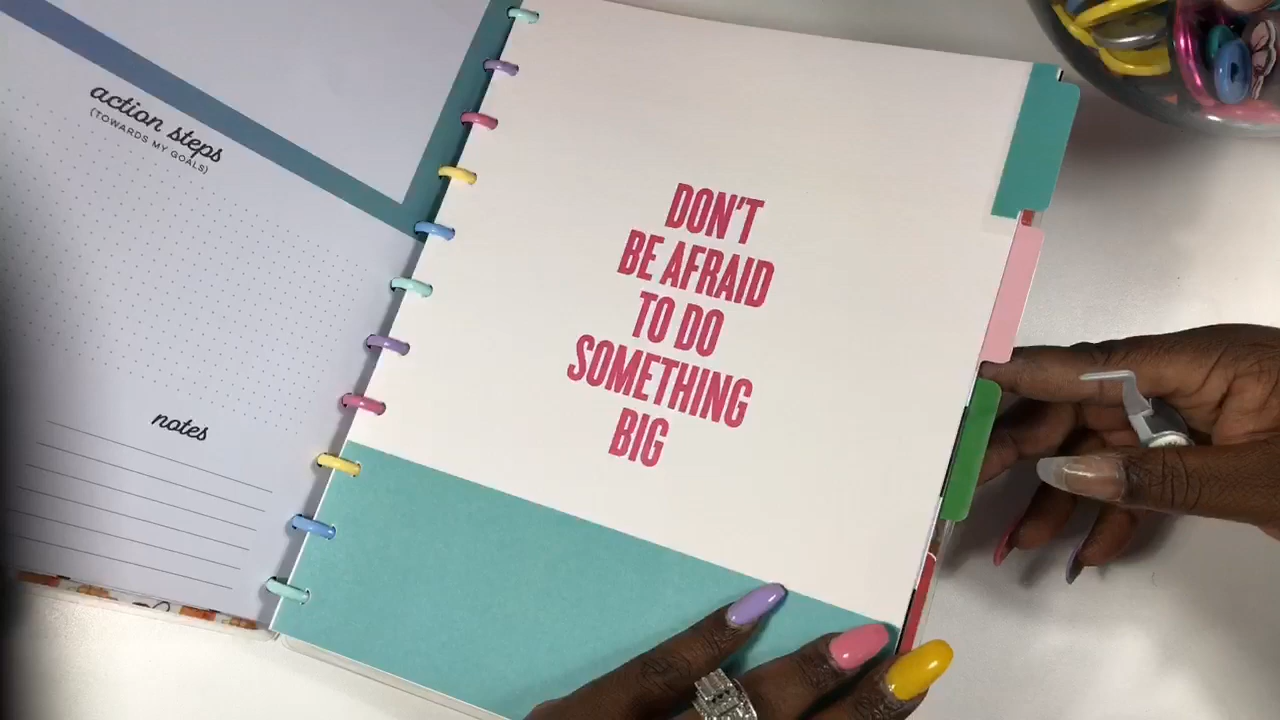 action steps
(TOWARDS MY GOALS)
notes
DON'T
BE AFRAID
TO DO
SOMETHING
BIG